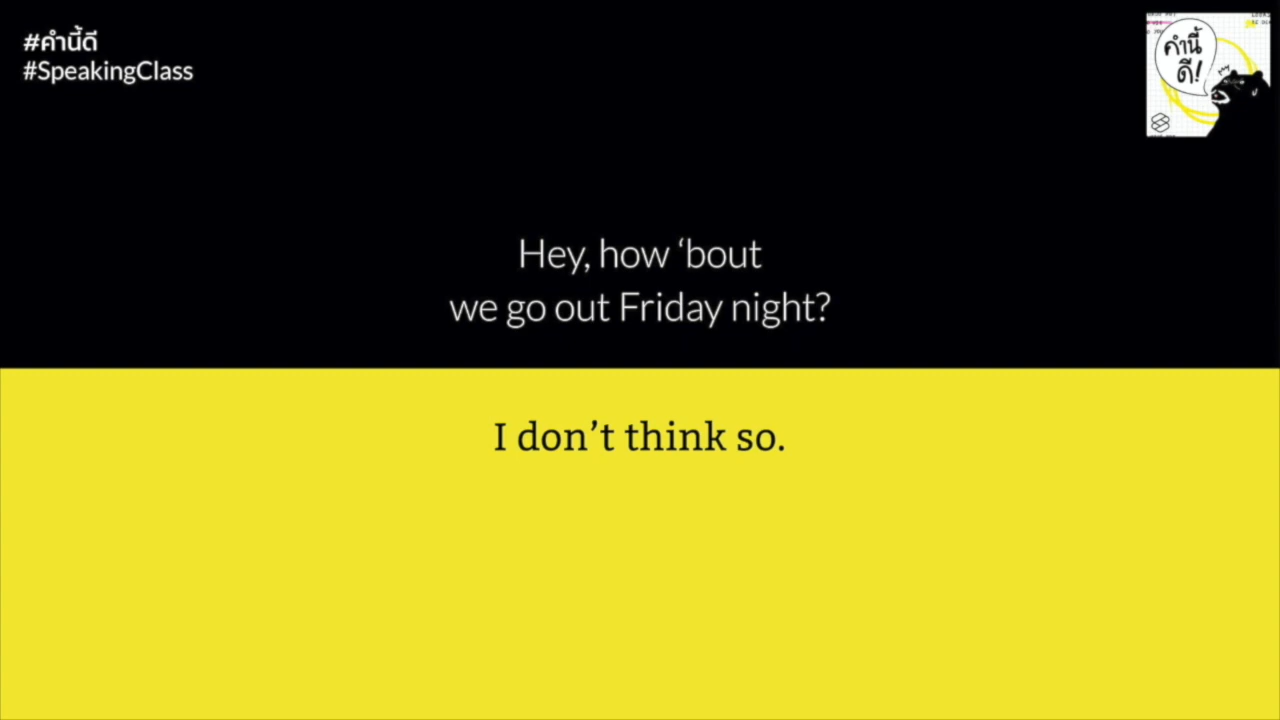 #คำนี้ดี
#SpeakingClass
คำนี้
ดี!
Hey, how ‘bout
we go out Friday night?
I don’t think so.